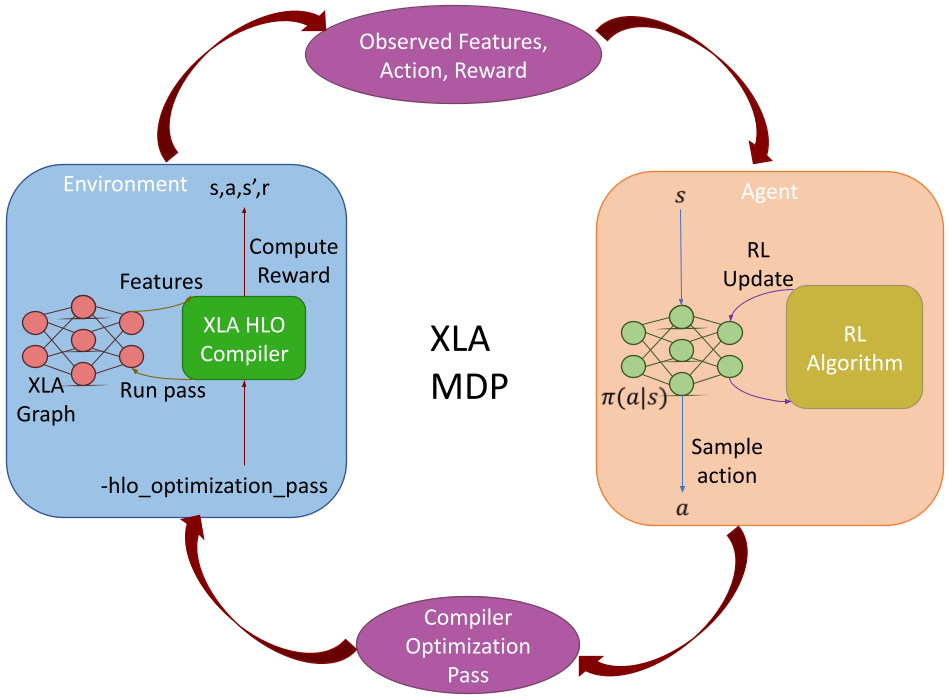 Observed Features,
Action, Reward
Environment
s,a,s’,r
Compute
Reward
Features
XLA HLO
Compiler
XLA
Graph
Run pass
-hlo_optimization_pass
XLA
MDP
Agent
s
RL
Update
RL
Algorithm
π(a|s)
Sample
action
a
Compiler
Optimization
Pass